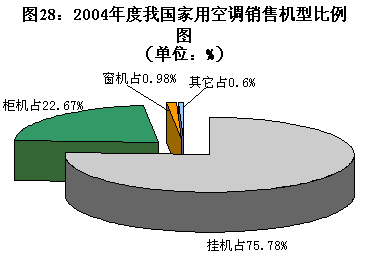 图28：2004年度我国家用空调销售机型比例
图
（单位：%）
窗机占0.98%
其它占0.6%
柜机占22.67%
挂机占75.78%